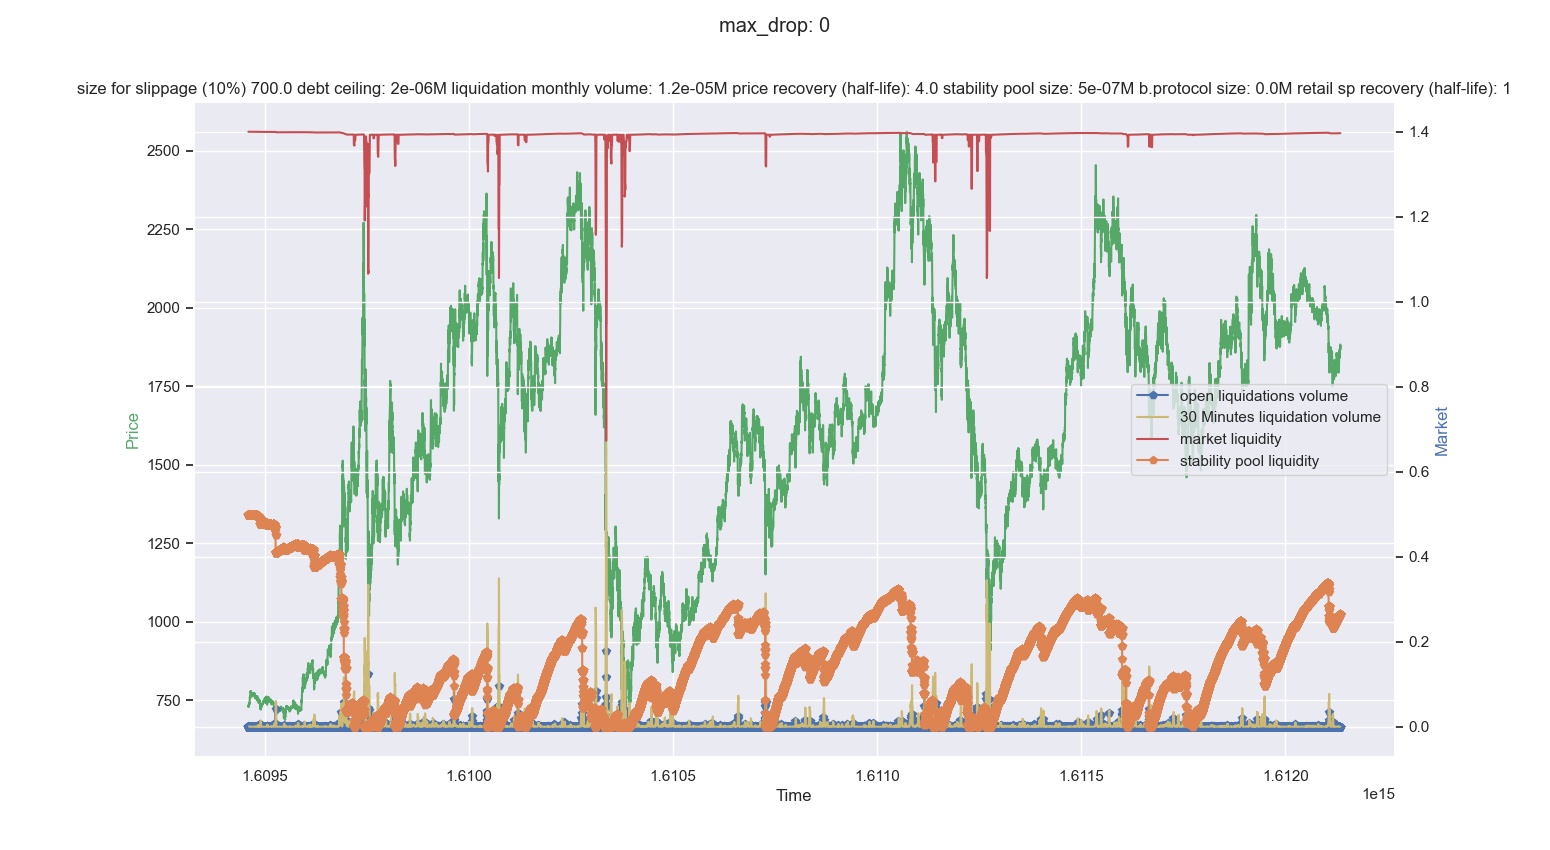 max_drop: 0
size for slippage (10%) 700.0 debt ceiling: 2e-06M liquidation monthly volume: 1.2e-05M price recovery (half-life): 4.0 stability pool size: 5e-07M b.protocol size: 0.0M retail sp recovery (half-life): 1
2500
2250
2000
1750
1500
1250
1000
750
Price
1.4
1.2
1.0
0.8
0.6
0.4
0.2
0.0
Market
open liquidations volume
30 Minutes liquidation volume
market liquidity
stability pool liquidity
1.6095
1.6100
1.6105
1.6110
1.6115
1.6120
Time
1e15